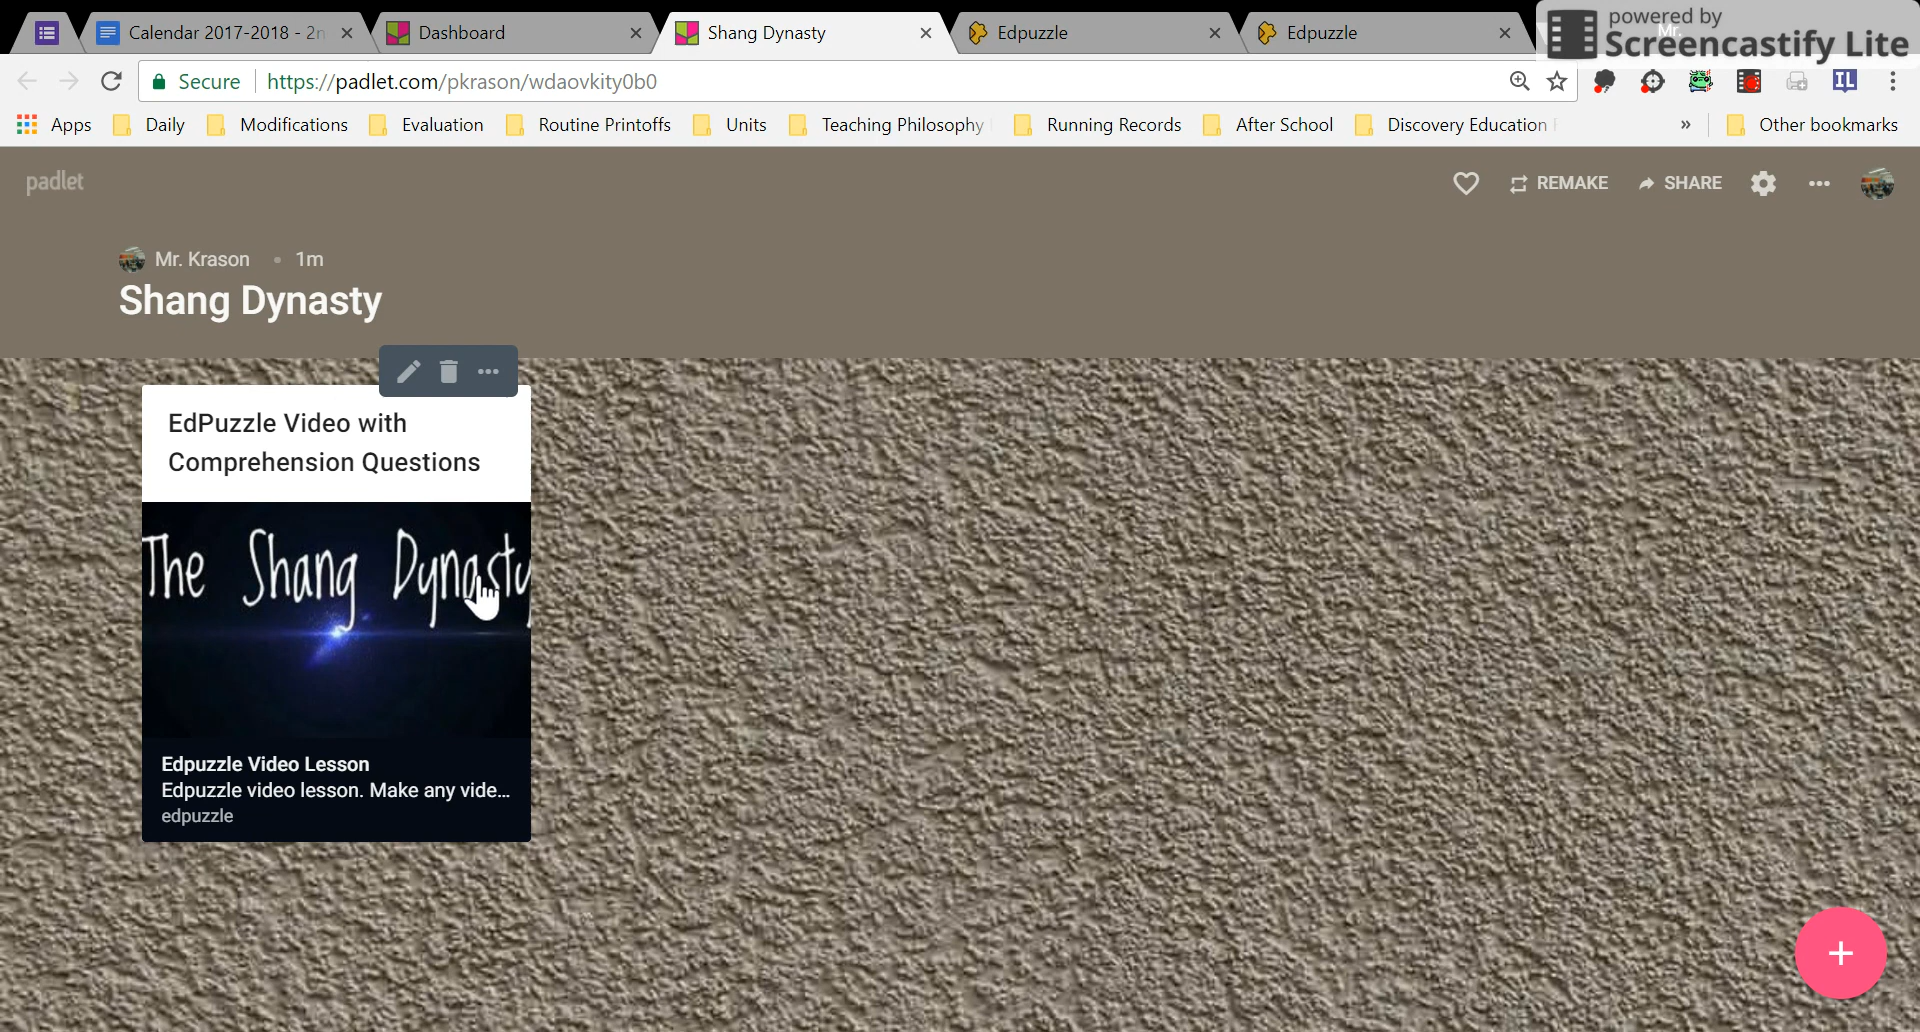 Calendar 2017-2018 - 2n
Dashboard
Shang Dynasty
Edpuzzle
Edpuzzle
Mr.
powered by
Screencastify Lite
Secure
https://padlet.com/pkrason/wdaovkity0b0
IL
Apps
Daily
Modifications
Evaluation
Routine Printoffs
Units
Teaching Philosophy
Running Records
After School
Discovery Education
»
Other bookmarks
padlet
REMAKE
SHARE
Mr. Krason • 1m
Shang Dynasty
EdPuzzle Video with
Comprehension Questions
The Shang Dynasty
Edpuzzle Video Lesson
Edpuzzle video lesson. Make any vide...
edpuzzle